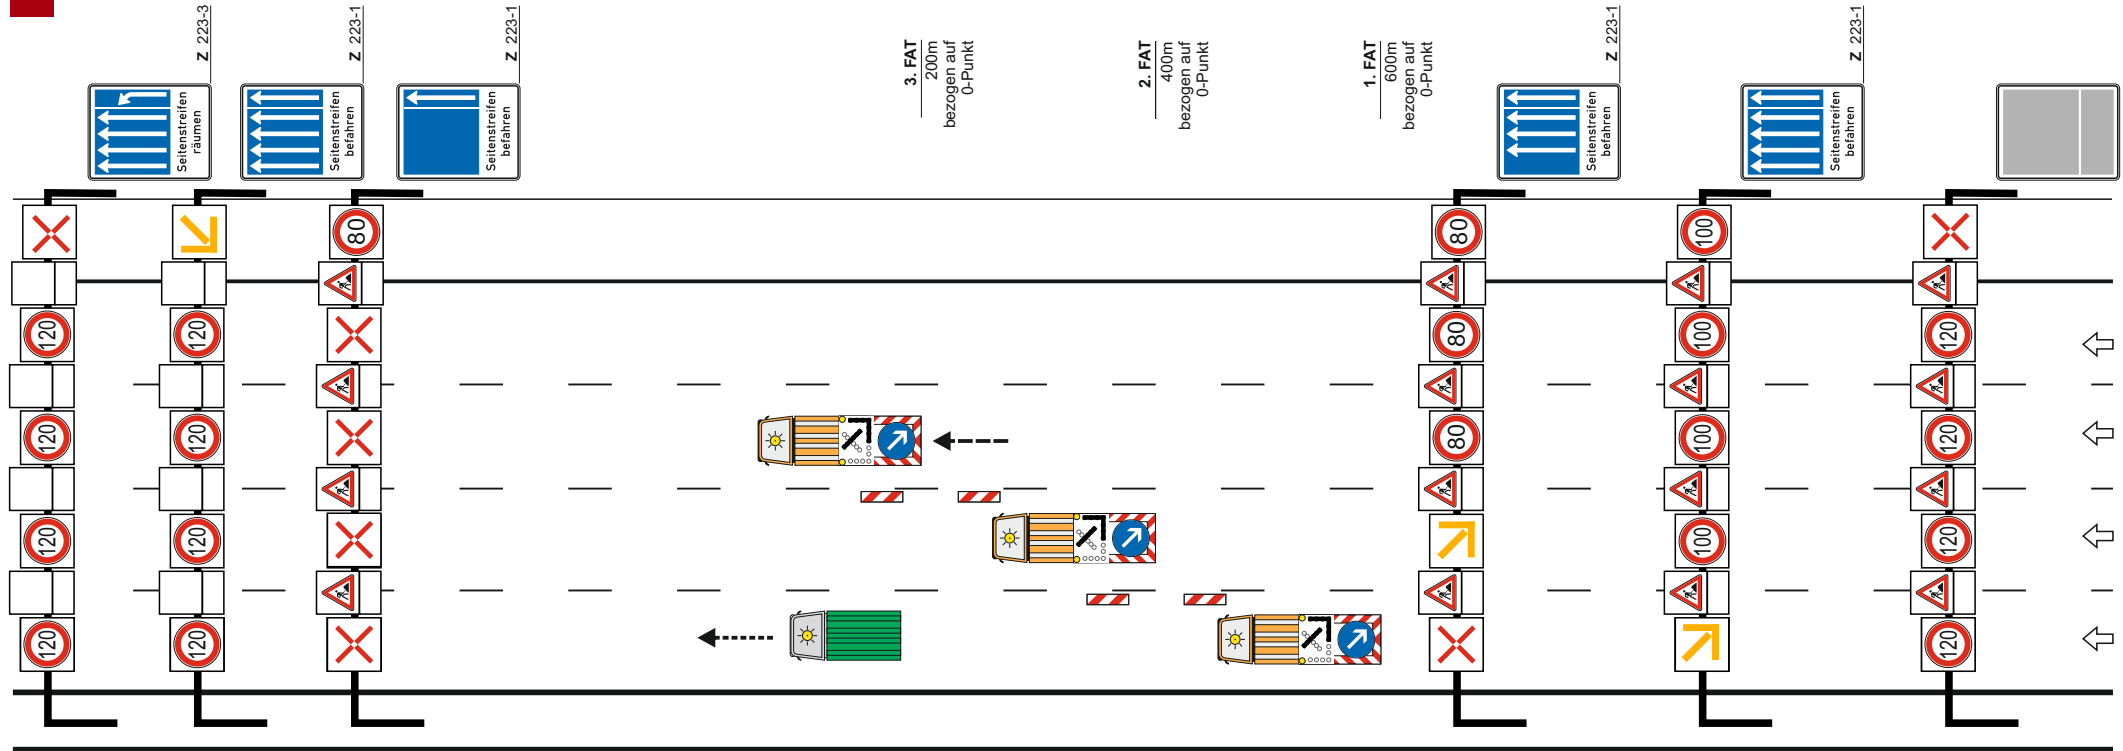 Z 223-3
Seitenstreifen
räumen
Z 223-1
Seitenstreifen
befahren
Z 223-1
Seitenstreifen
befahren
3. FAT
200m
bezogen auf
0-Punkt
2. FAT
400m
bezogen auf
0-Punkt
1. FAT
600m
bezogen auf
0-Punkt
Z 223-1
Seitenstreifen
befahren
Z 223-1
Seitenstreifen
befahren
80
80
100
120
120
80
100
120
120
120
80
100
120
120
120
100
120
120
120
120